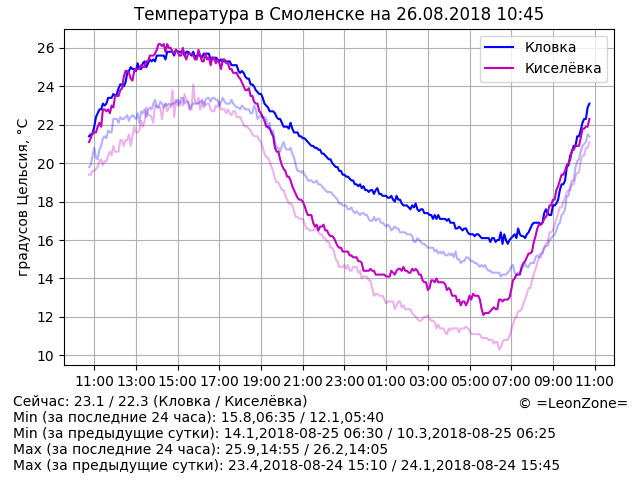 Температура в Смоленске на 26.08.2018 10:45
Кловка
Киселёвка
градусов Цельсия, °C
26
24
22
20
18
16
14
12
10
11:00 13:00 15:00 17:00 19:00 21:00 23:00 01:00 03:00 05:00 07:00 09:00 11:00
Сейчас: 23.1 / 22.3 (Кловка / Киселёвка)
© =LeonZone=
Min (за последние 24 часа): 15.8,06:35 / 12.1,05:40
Min (за предыдущие сутки): 14.1,2018-08-25 06:30 / 10.3,2018-08-25 06:25
Max (за последние 24 часа): 25.9,14:55 / 26.2,14:05
Max (за предыдущие сутки): 23.4,2018-08-24 15:10 / 24.1,2018-08-24 15:45